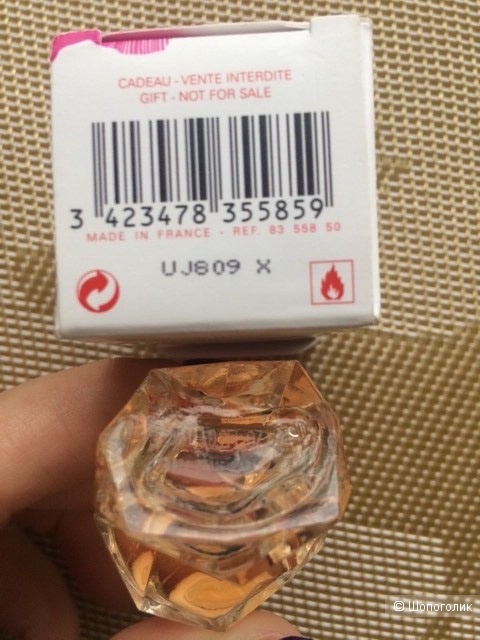 CADEAU - VENTE INTERDITE
GIFT - NOT FOR SALE
3 423478 355859
MADE IN FRANCE - REF. 83 558 50
UJ809 X
© Шопоголик